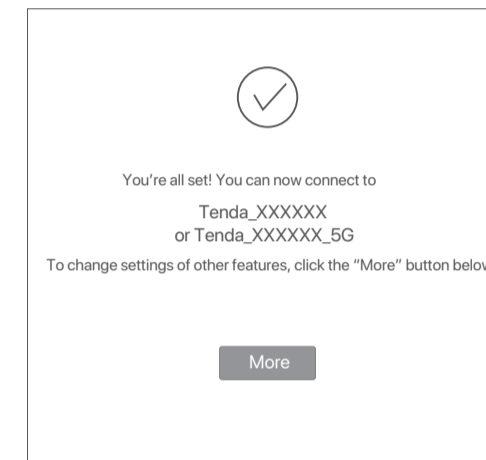 You're all set! You can now connect to
Tenda_XXXXXX
or Tenda_XXXXXX_5G
To change settings of other features, click the “More” button below
More